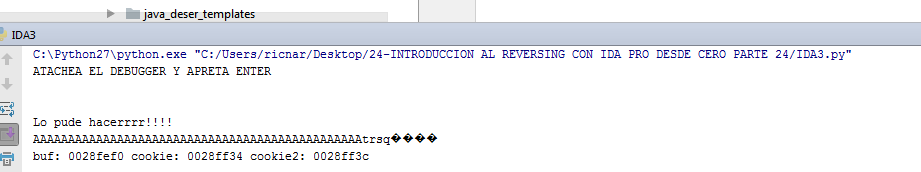 java_deser_templates
IDA3
C:\Python27\python.exe "C:/Users/ricnar/Desktop/24-INTRODUCCION AL REVERSING CON IDA PRO DESDE CERO PARTE 24/IDA3.py"
ATACHEA EL DEBUGGER Y APRETA ENTER
Lo pude hacerrrr!!!!
AAAAAAAAAAAAAAAAAAAAAAAAAAAAAAAAAAAAAAAAAAAAAAAtrsq����
buf: 0028fef0 cookie: 0028ff34 cookie2: 0028ff3c